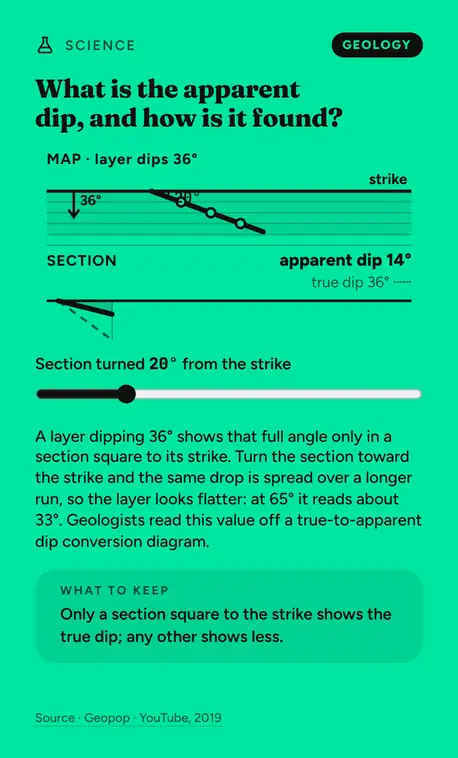 SCIENCE
GEOLOGY
What is the apparent
dip, and how is it found?
MAP · layer dips 36°
strike
36°
20°
SECTION
apparent dip 14°
true dip 36°
Section turned 20° from the strike
A layer dipping 36° shows that full angle only in a
section square to its strike. Turn the section toward
the strike and the same drop is spread over a longer
run, so the layer looks flatter: at 65° it reads about
33°. Geologists read this value off a true-to-apparent
dip conversion diagram.
WHAT TO KEEP
Only a section square to the strike shows the
true dip; any other shows less.
Source · Geopop · YouTube, 2019